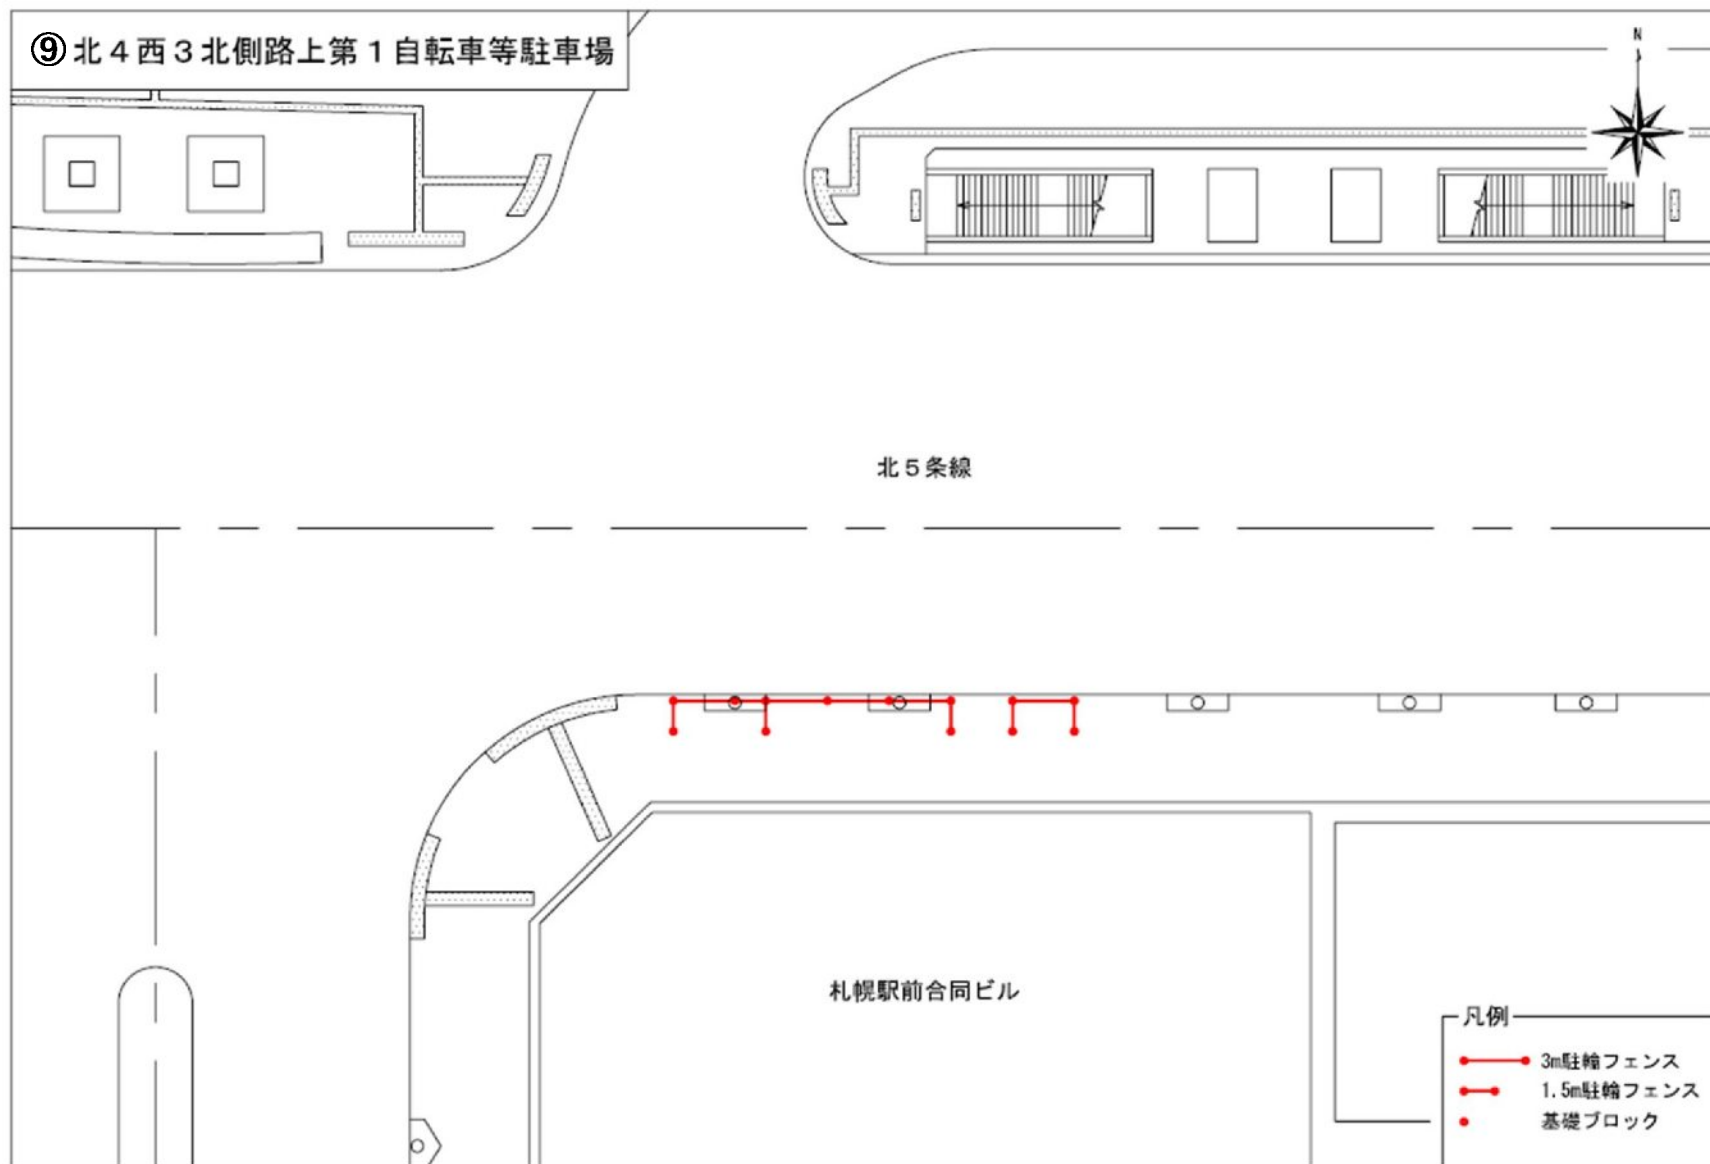 ⑨北４西３北側路上第１自転車等駐車場
N
北５条線
札幌駅前合同ビル
凡例
3m駐輪フェンス
1.5m駐輪フェンス
基礎ブロック